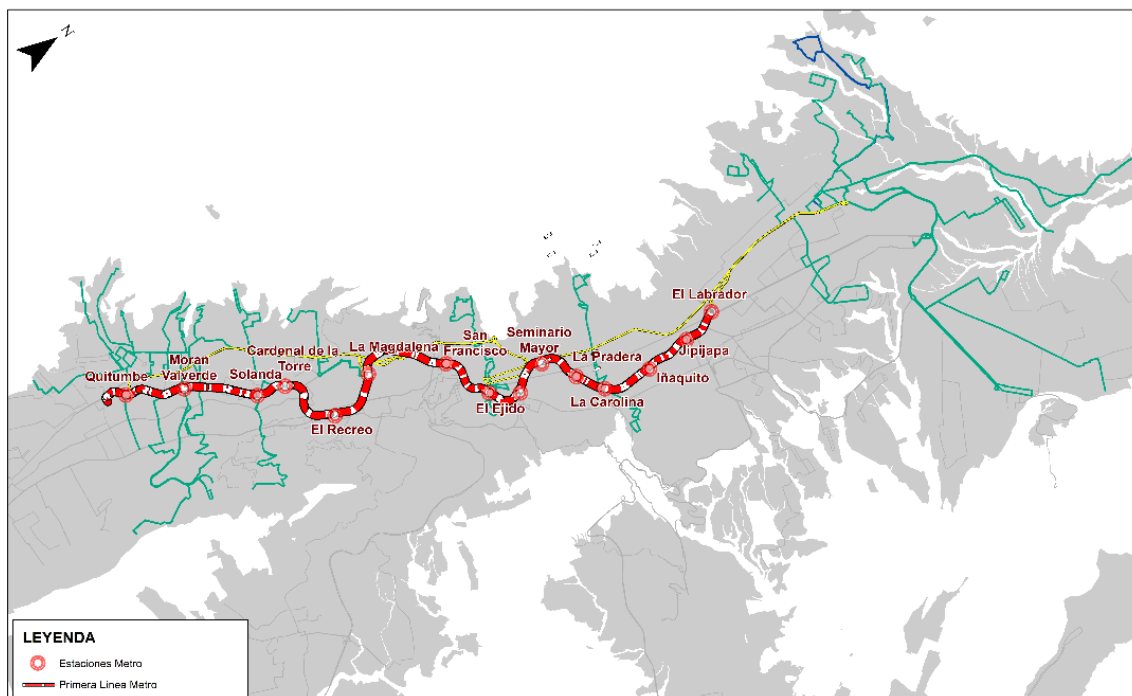 N
El Labrador
San
Francisco
Seminario
Mayor
La Magdalena
La Pradera
Jipijapa
Iñaquito
La Carolina
Moran
Valverde
Cardenal de la
Torre
Quitumbe
Solanda
El Ejido
El Recreo
LEYENDA
Estaciones Metro
Primera Linea Metro